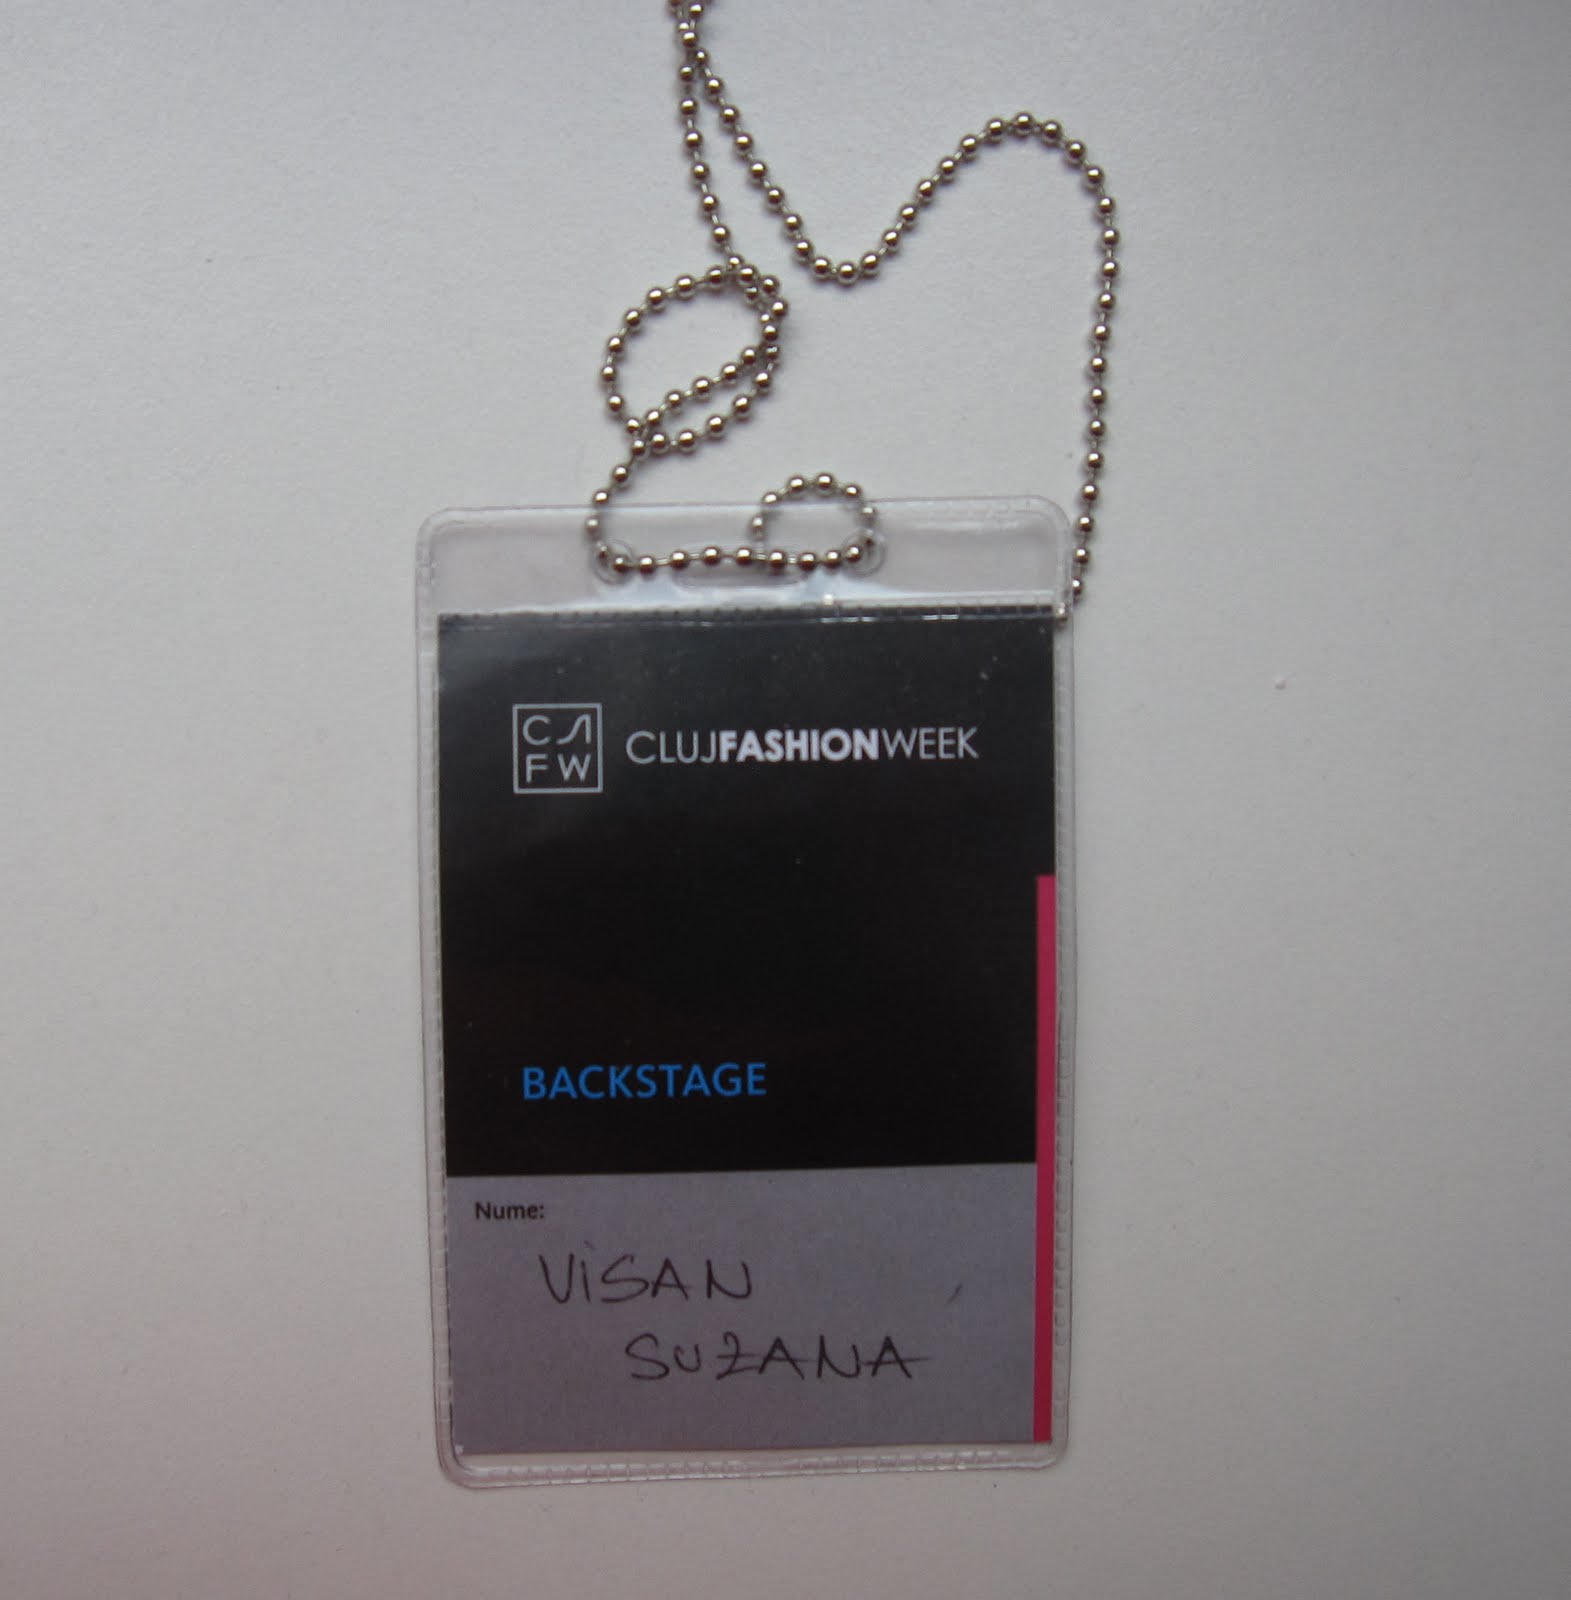 C
FW
CLUJFASHIONWEEK
BACKSTAGE
Nume:
VISAN
SUZANA